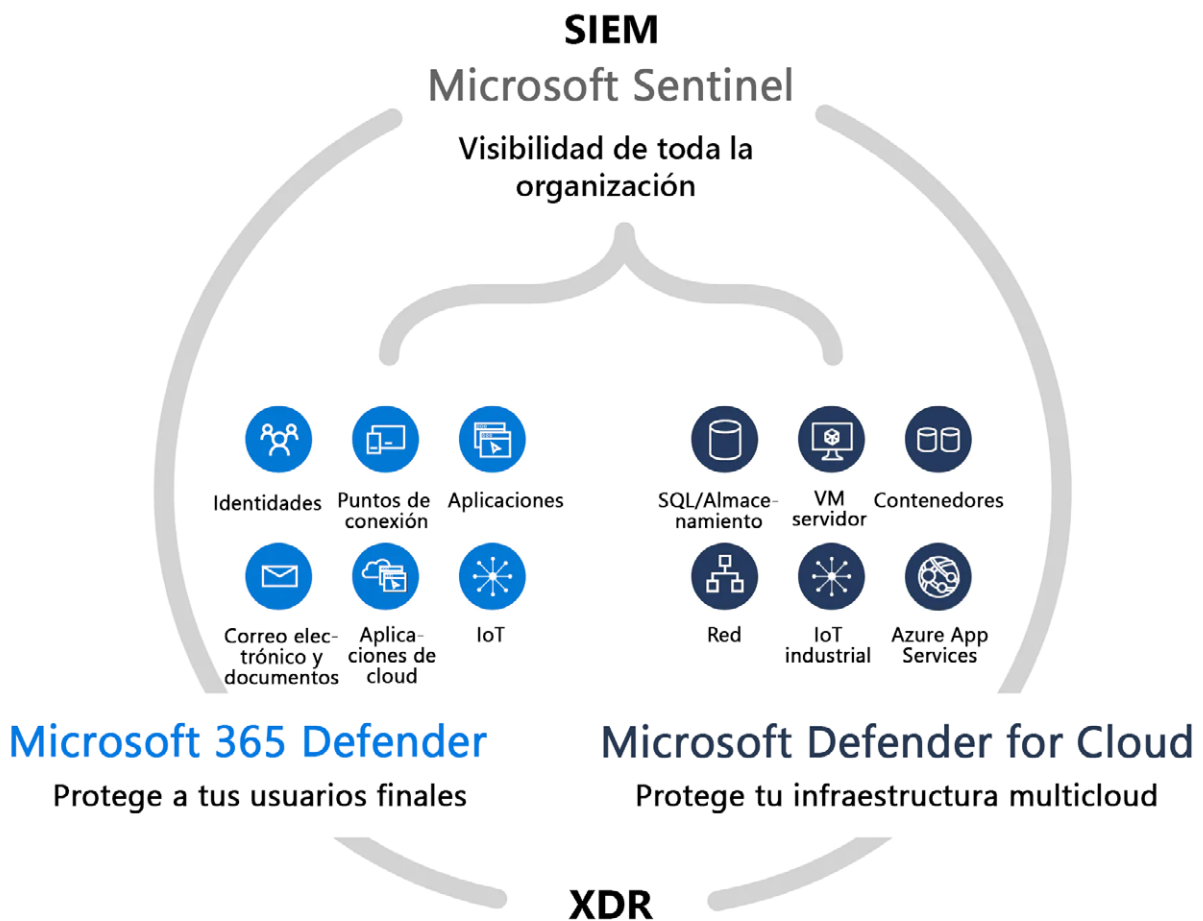 SIEM
Microsoft Sentinel
Visibilidad de toda la
organización
Identidades
Puntos de
conexión
Aplicaciones
SQL/Almace-
namiento
VM
servidor
Contenedores
Correo elec-
trónico y
documentos
Aplica-
ciones de
cloud
IoT
Red
IoT
industrial
Azure App
Services
Microsoft 365 Defender
Protege a tus usuarios finales
Microsoft Defender for Cloud
Protege tu infraestructura multicloud
XDR